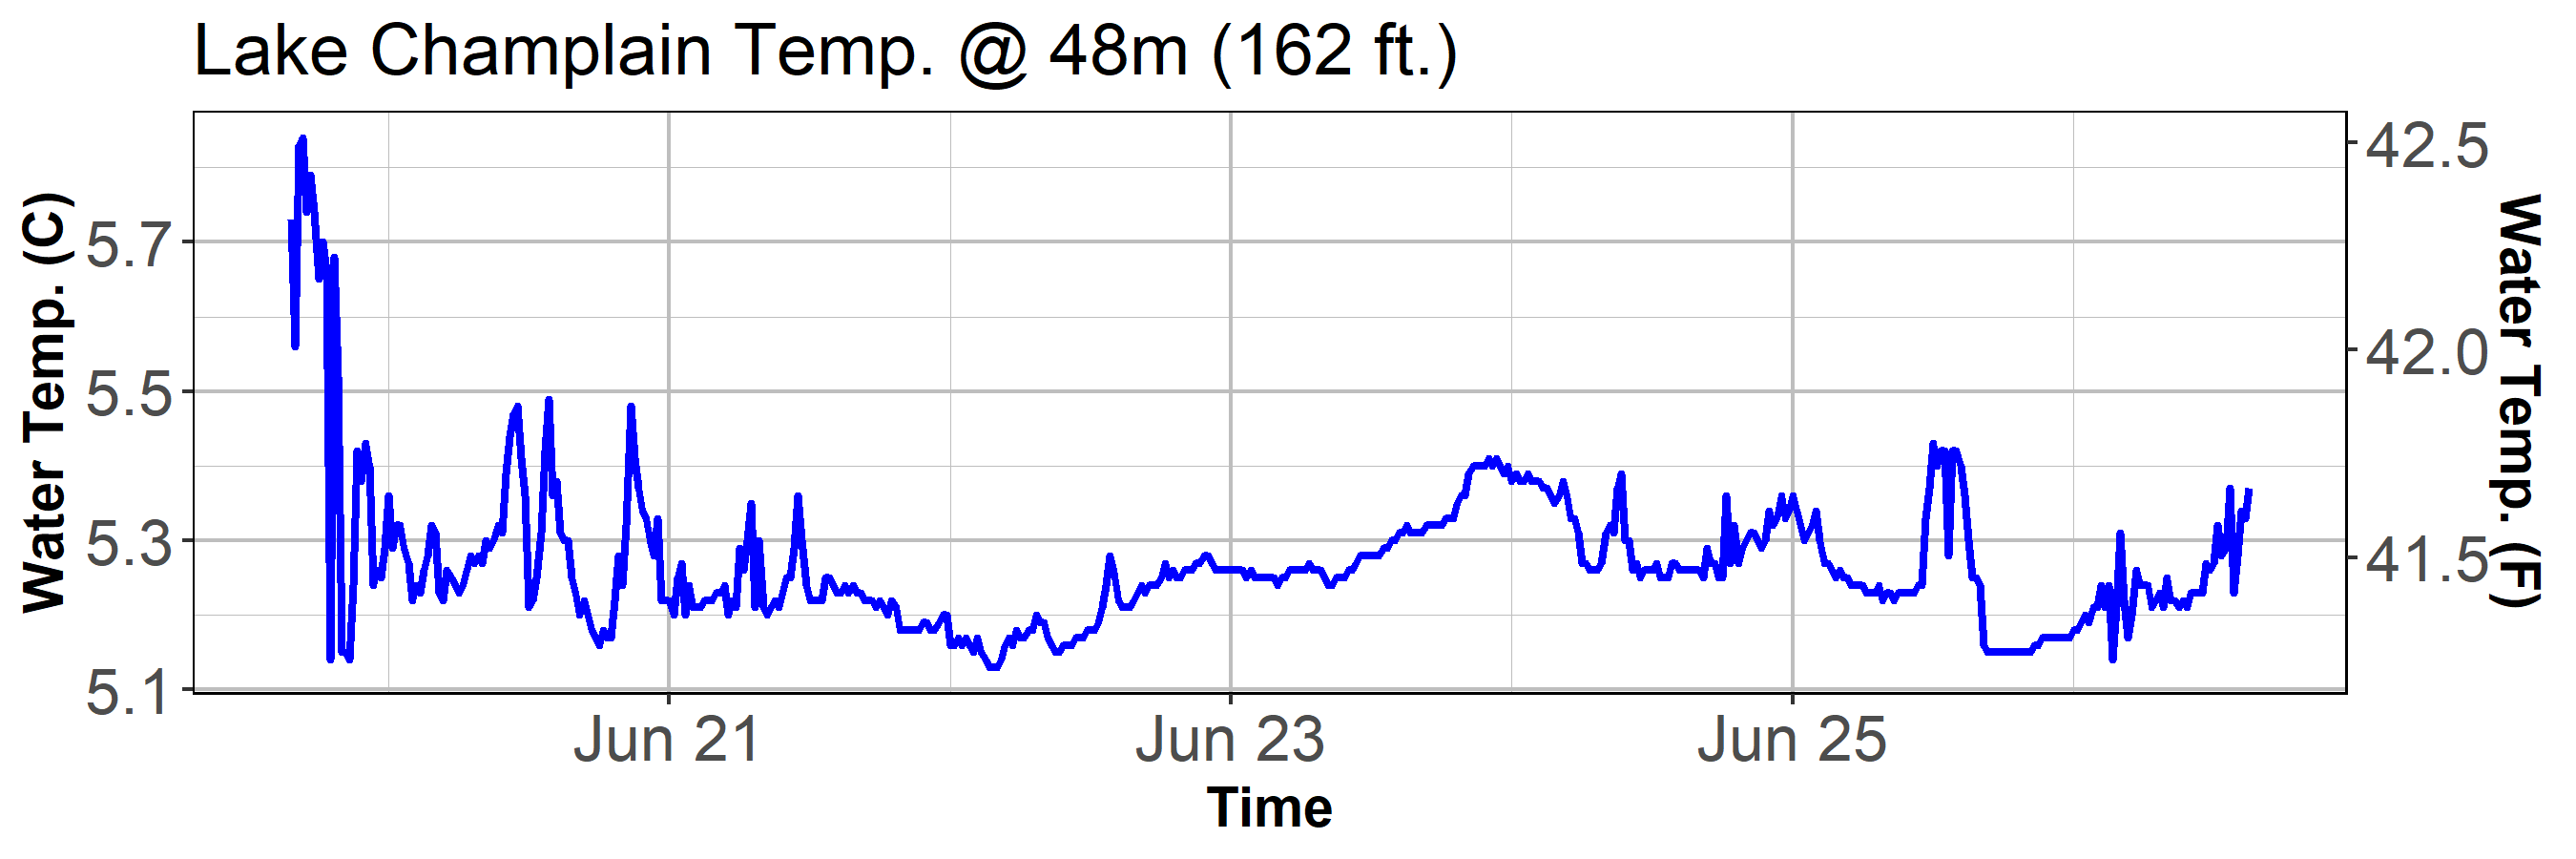 Lake Champlain Temp. @ 48m (162 ft.)
Water Temp. (C)
5.7
5.5
5.3
5.1
42.5
42.0
41.5
Water Temp. (F)
Jun 21
Jun 23
Jun 25
Time